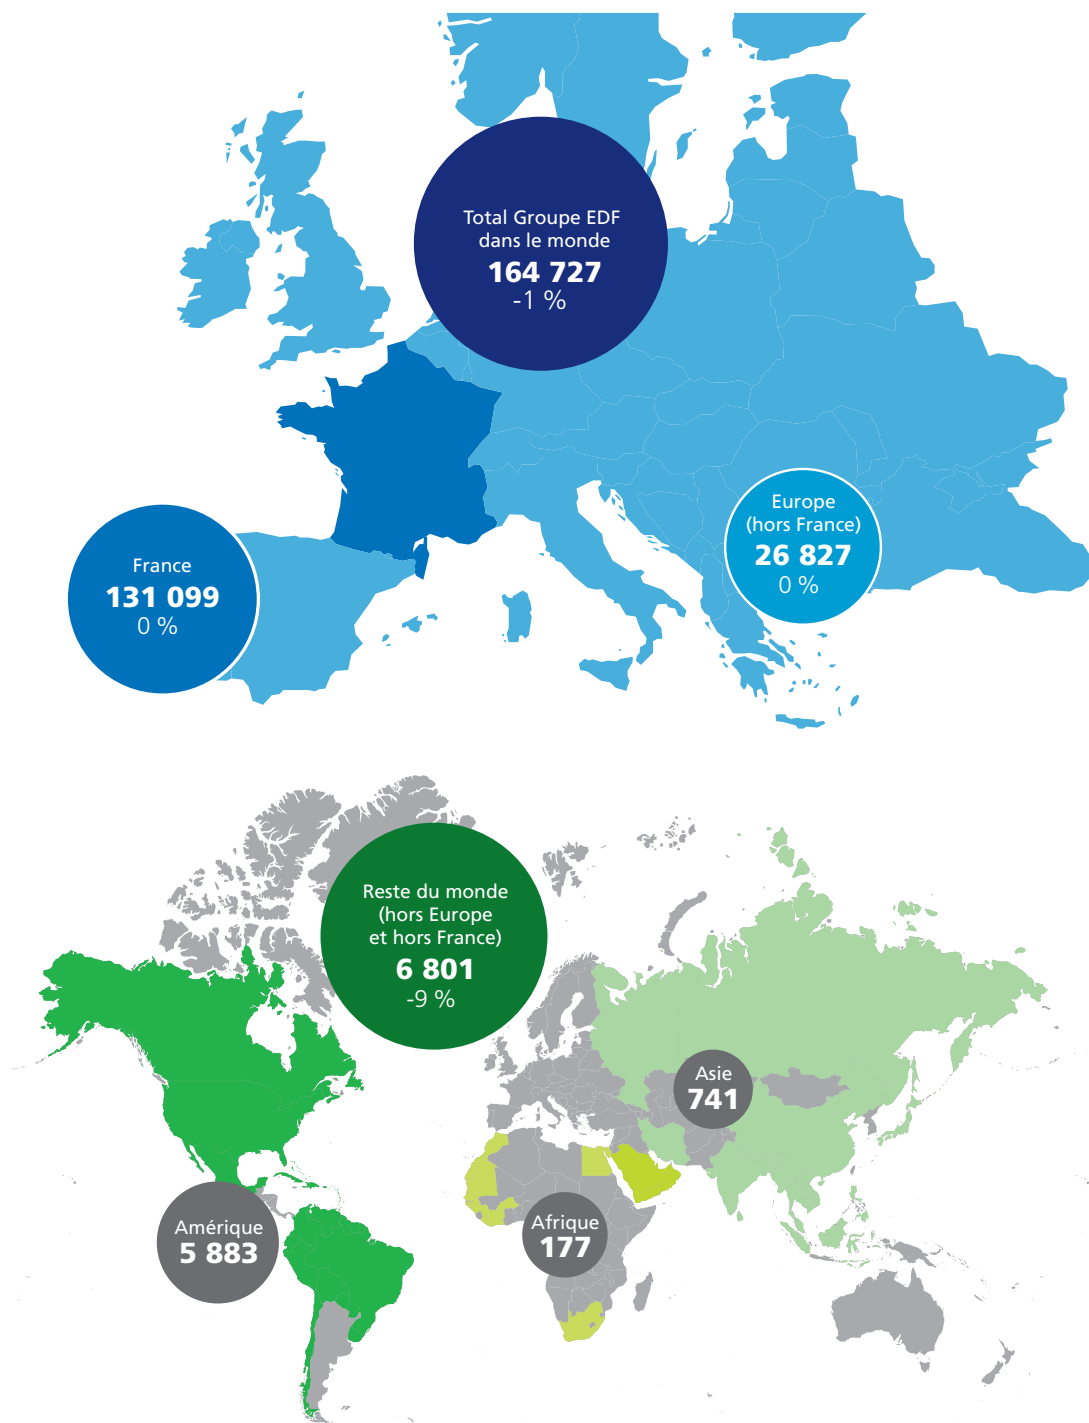 Total Groupe EDF
dans le monde
164 727
-1 %
Europe
(hors France)
26 827
0 %
France
131 099
0 %
Reste du monde
(hors Europe
et hors France)
6 801
-9 %
Asie
741
Amérique
5 883
Afrique
177